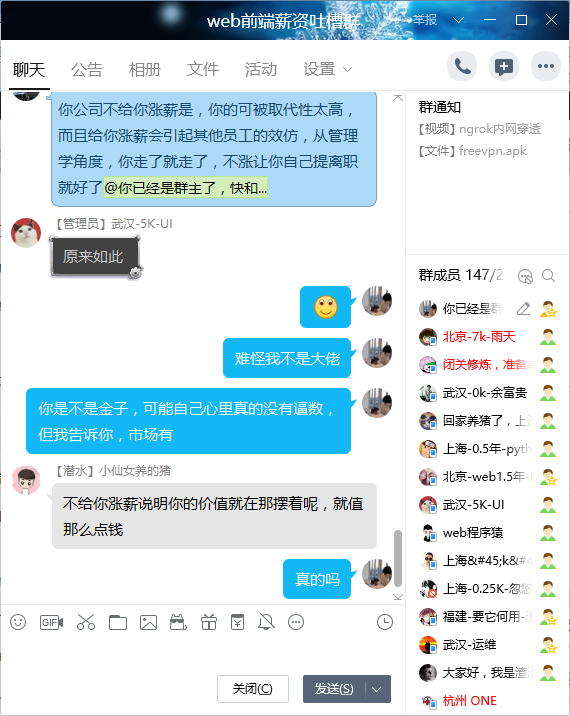 web前端薪资吐槽群
举报
聊天 公告 相册 文件 活动 设置
你公司不给你涨薪是，你的可被取代性太高，
而且给你涨薪会引起其他员工的效仿，从管理
学角度，你走了就走了，不涨让你自己提离职
就好了@你已经是群主了，快和...
【管理员】武汉-5K-UI
原来如此
难怪我不是大佬
你是不是金子，可能自己心里真的没有逼数，
但我告诉你，市场有
【潜水】小仙女养的猪
不给你涨薪说明你的价值就在那摆着呢，就值
那么点钱
真的吗
GIF
关闭(C) 发送(S)
群通知
【视频】ngrok内网穿透
【文件】freevpn.apk
群成员 147/2
你已经是群
北京-7k-雨天
闭关修炼，准备
武汉-0k-余富贵
回家养猪了，上
上海-0.5年-pyth
北京-web1.5年-
武汉-5K-UI
web程序猿
上海&#45;k&#4
上海-0.25K-忽悠
福建-要它何用-
武汉-运维
大家好，我是渣
杭州 ONE